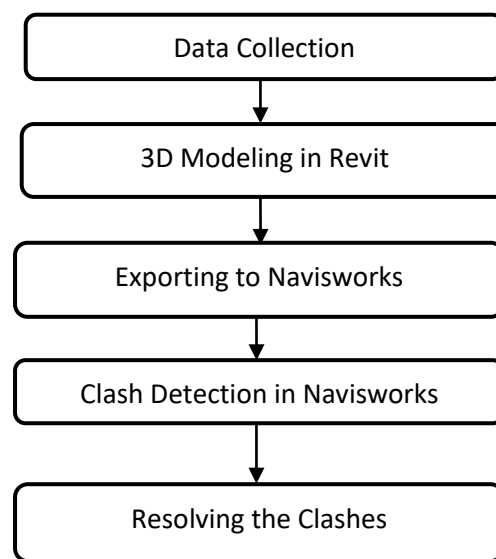 Data Collection
3D Modeling in Revit
Exporting to Navisworks
Clash Detection in Navisworks
Resolving the Clashes